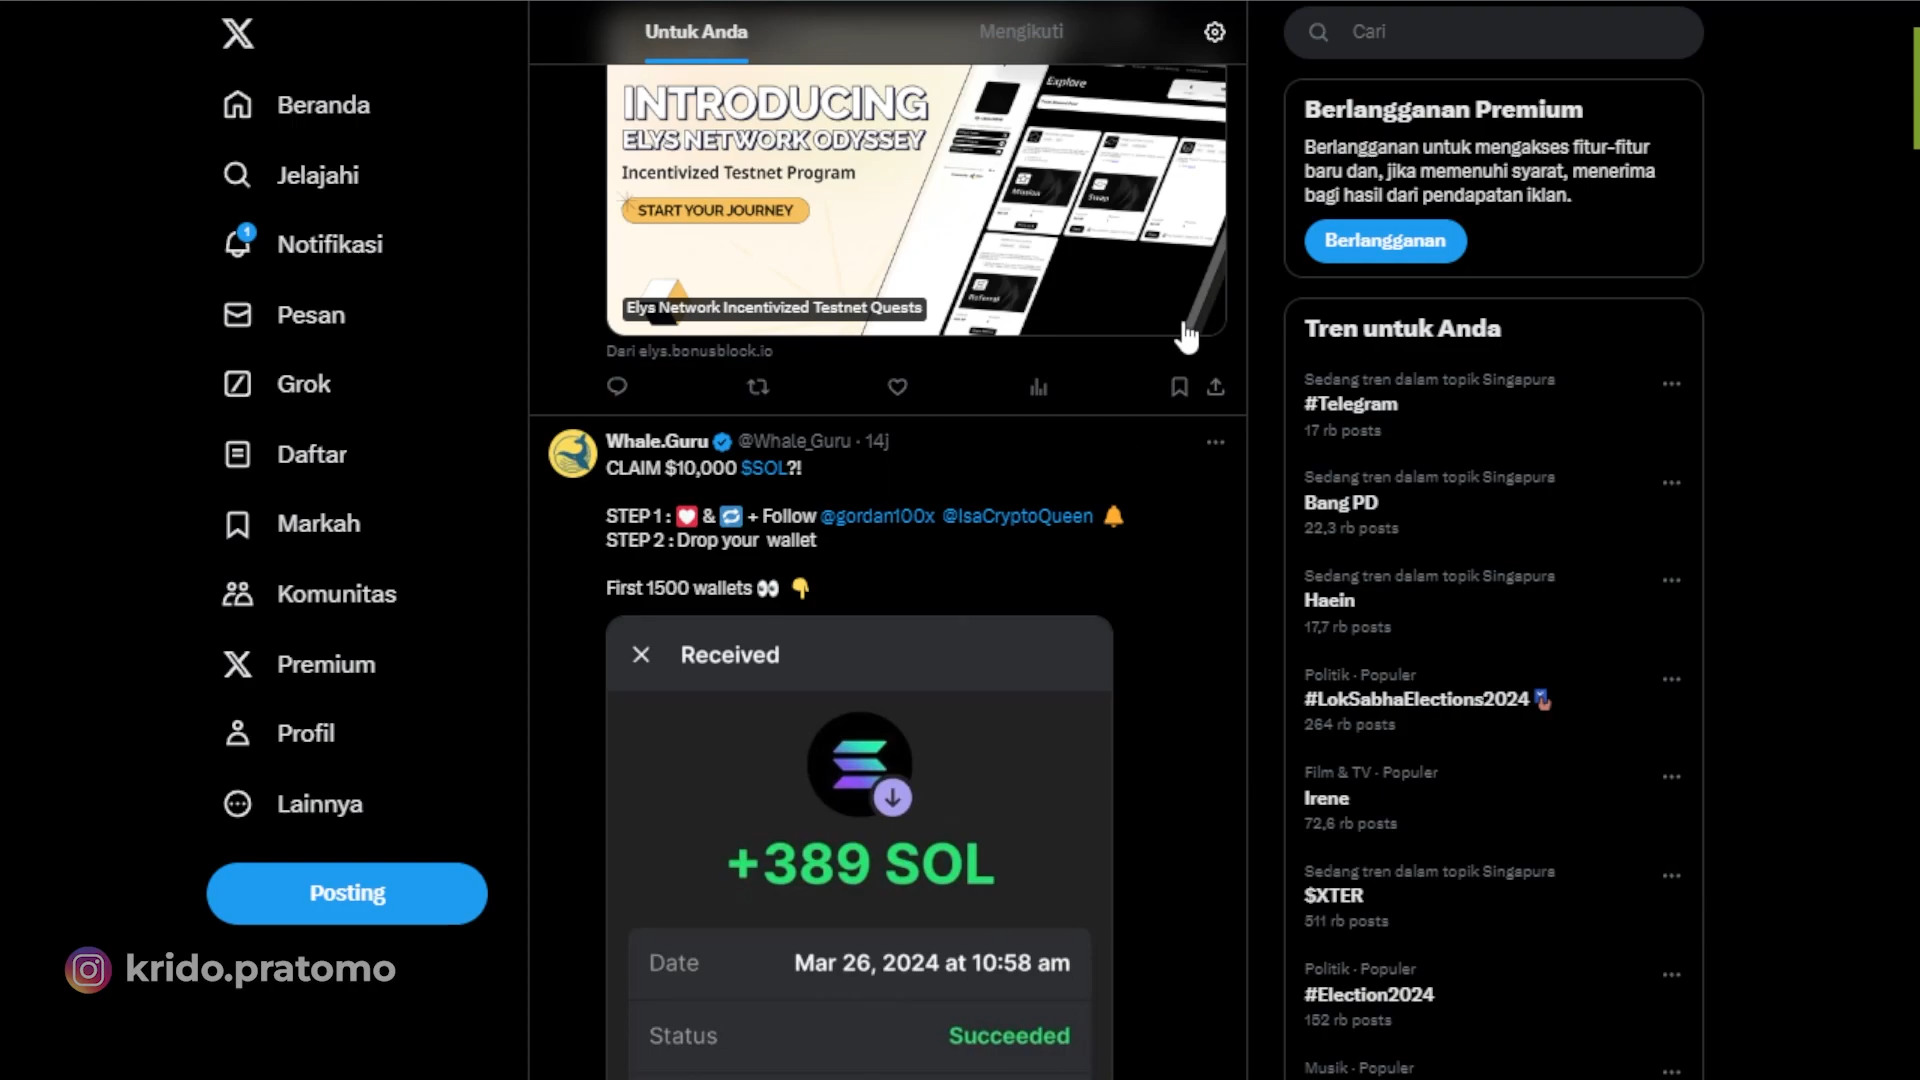 Beranda
Jelajahi
1
Notifikasi
Pesan
Grok
Daftar
Markah
Komunitas
Premium
Profil
Lainnya
Posting
krido.pratomo
Untuk Anda
Mengikuti
INTRODUCING
ELYS NETWORK ODYSSEY
Incentivized Testnet Program
START YOUR JOURNEY
Explore
Mission
Swap
Referral
Elys Network Incentivized Testnet Quests
Dari elys.bonusblock.io
Whale.Guru @Whale_Guru · 14j
CLAIM $10,000 $SOL?!
STEP 1 : 💟 & 🔁 + Follow @gordan100x @IsaCryptoQueen 🔔
STEP 2 : Drop your wallet
First 1500 wallets 👀 👇
Received
+389 SOL
Date Mar 26, 2024 at 10:58 am
Status Succeeded
Cari
Berlangganan Premium
Berlangganan untuk mengakses fitur-fitur
baru dan, jika memenuhi syarat, menerima
bagi hasil dari pendapatan iklan.
Berlangganan
Tren untuk Anda
Sedang tren dalam topik Singapura
#Telegram
17 rb posts
Sedang tren dalam topik Singapura
Bang PD
22,3 rb posts
Sedang tren dalam topik Singapura
Haein
17,7 rb posts
Politik · Populer
#LokSabhaElections2024
264 rb posts
Film & TV · Populer
Irene
72,6 rb posts
Sedang tren dalam topik Singapura
$XTER
511 rb posts
Politik · Populer
#Election2024
152 rb posts
Musik · Populer